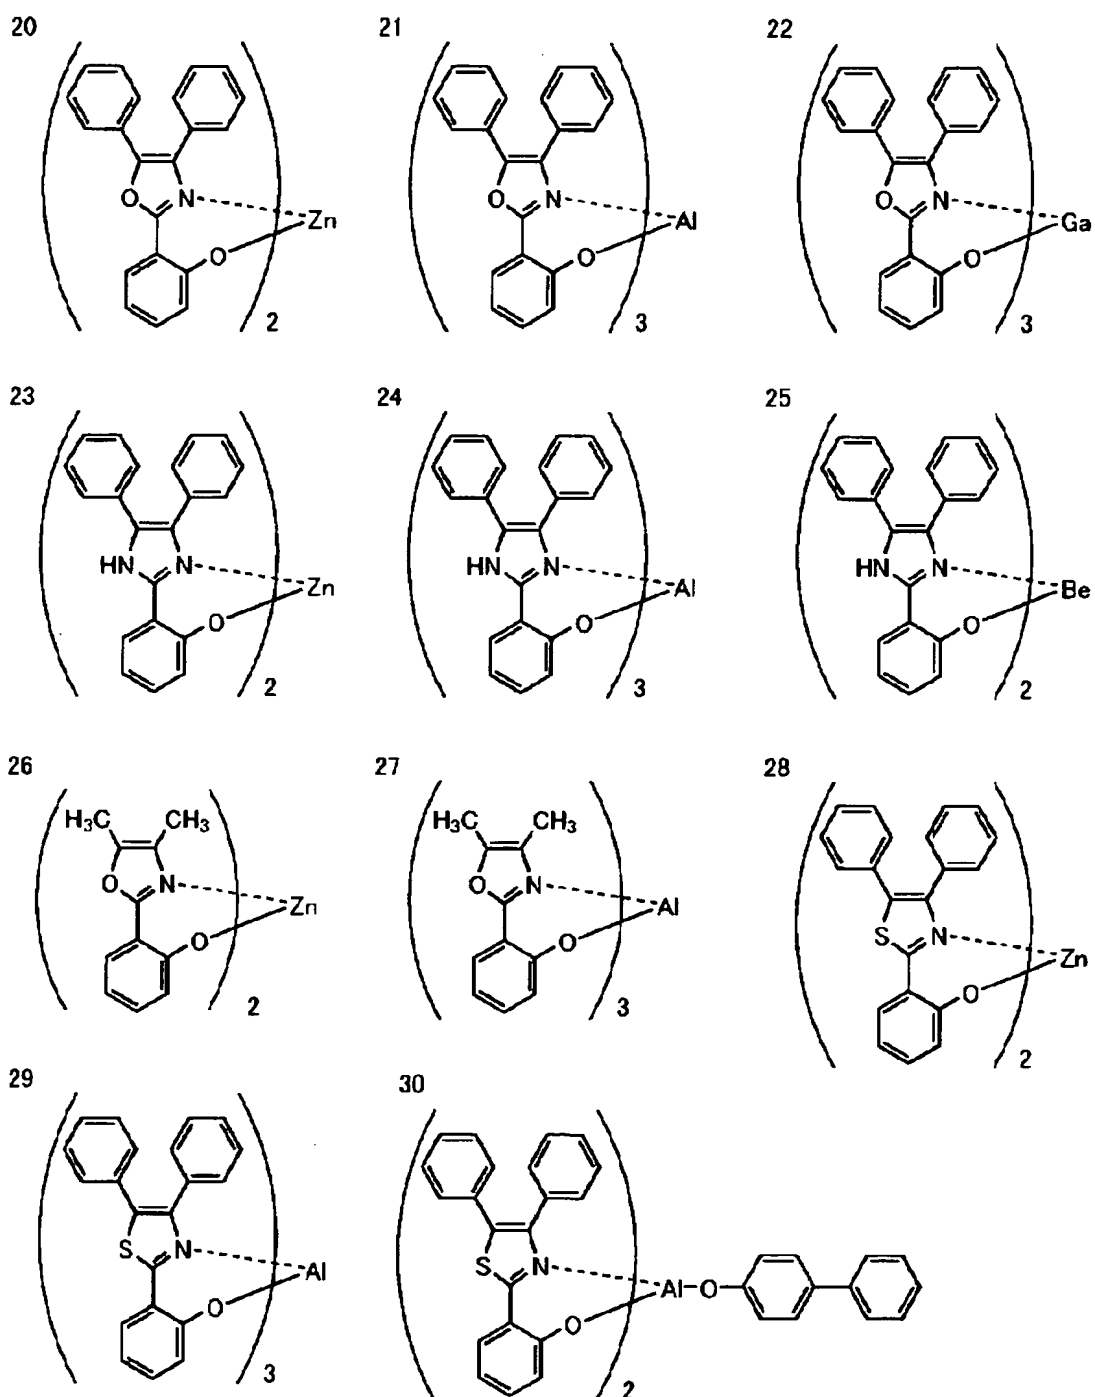 20 21 22
O N Zn O N Al O N Ga
O O O
2 3 3
23 24 25
HN N Zn HN N Al HN N Be
O O O
2 3 2
26 27 28
H₃C CH₃ H₃C CH₃
O N Zn O N Al S N Zn
O O O
2 3 2
29 30
S N Al S N Al O
O O
3 2